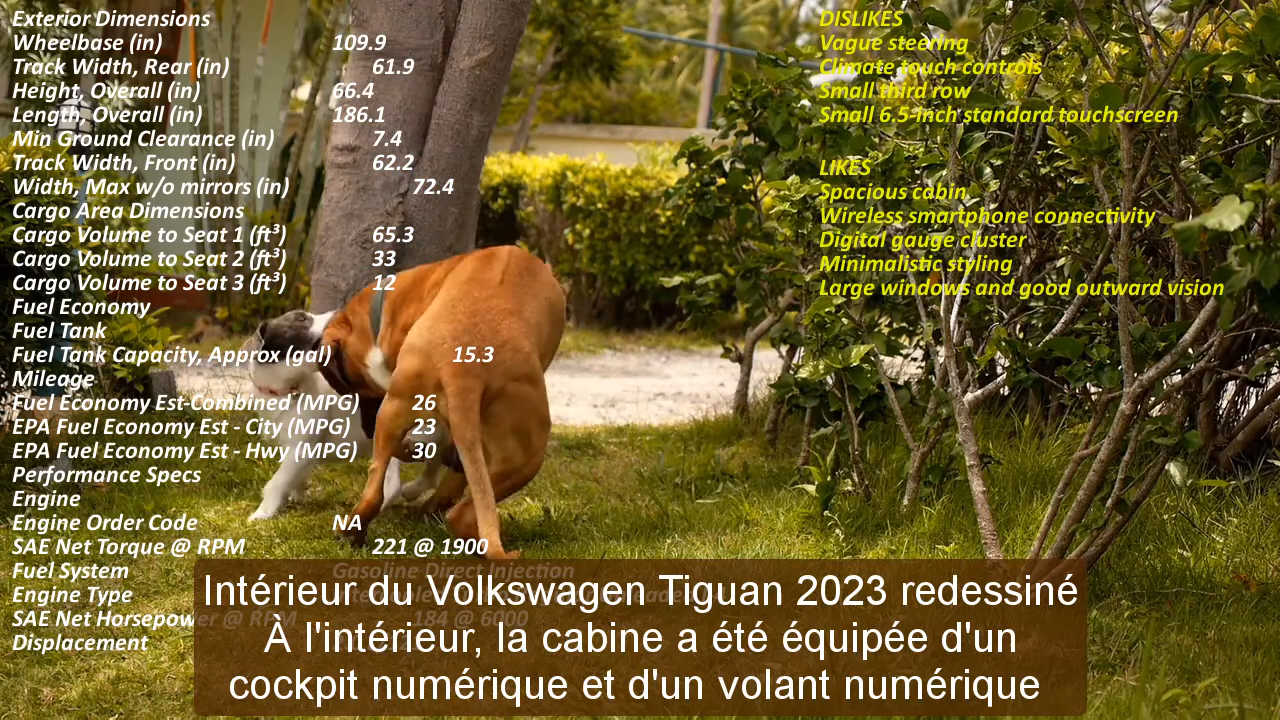 Exterior Dimensions
Wheelbase (in) 109.9
Track Width, Rear (in) 61.9
Height, Overall (in) 66.4
Length, Overall (in) 186.1
Min Ground Clearance (in) 7.4
Track Width, Front (in) 62.2
Width, Max w/o mirrors (in) 72.4
Cargo Area Dimensions
Cargo Volume to Seat 1 (ft³) 65.3
Cargo Volume to Seat 2 (ft³) 33
Cargo Volume to Seat 3 (ft³) 12
Fuel Economy
Fuel Tank
Fuel Tank Capacity, Approx (gal) 15.3
Mileage
Fuel Economy Est-Combined (MPG) 26
EPA Fuel Economy Est - City (MPG) 23
EPA Fuel Economy Est - Hwy (MPG) 30
Performance Specs
Engine
Engine Order Code NA
SAE Net Torque @ RPM 221 @ 1900
Fuel System Gasoline Direct Injection
Engine Type
SAE Net Horsepower @ RPM 184 @ 6000
Displacement
DISLIKES
Vague steering
Climate touch controls
Small third row
Small 6.5-inch standard touchscreen
LIKES
Spacious cabin
Wireless smartphone connectivity
Digital gauge cluster
Minimalistic styling
Large windows and good outward vision
Intérieur du Volkswagen Tiguan 2023 redessiné
À l'intérieur, la cabine a été équipée d'un
cockpit numérique et d'un volant numérique